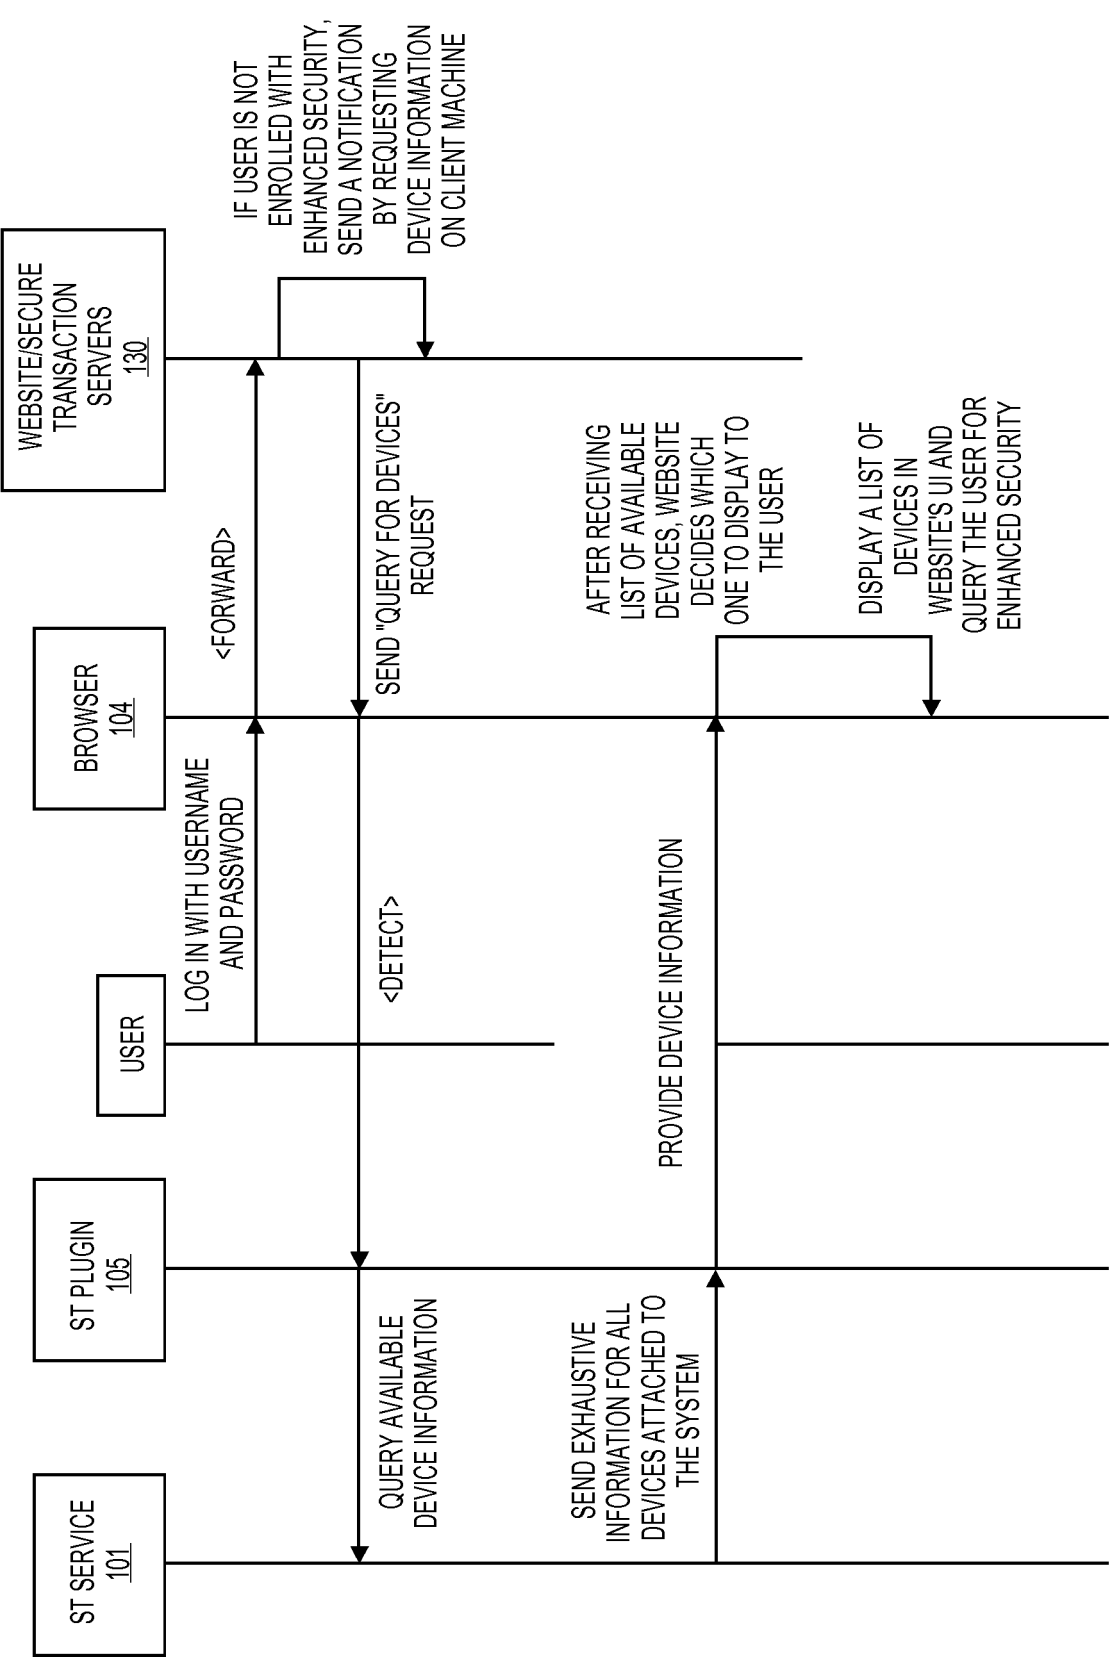 ST SERVICE
101
ST PLUGIN
105
USER
BROWSER
104
WEBSITE/SECURE
TRANSACTION
SERVERS
130
LOG IN WITH USERNAME
AND PASSWORD
<FORWARD>
IF USER IS NOT
ENROLLED WITH
ENHANCED SECURITY,
SEND A NOTIFICATION
BY REQUESTING
DEVICE INFORMATION
ON CLIENT MACHINE
SEND "QUERY FOR DEVICES"
REQUEST
<DETECT>
QUERY AVAILABLE
DEVICE INFORMATION
SEND EXHAUSTIVE
INFORMATION FOR ALL
DEVICES ATTACHED TO
THE SYSTEM
PROVIDE DEVICE INFORMATION
AFTER RECEIVING
LIST OF AVAILABLE
DEVICES, WEBSITE
DECIDES WHICH
ONE TO DISPLAY TO
THE USER
DISPLAY A LIST OF
DEVICES IN
WEBSITE'S UI AND
QUERY THE USER FOR
ENHANCED SECURITY